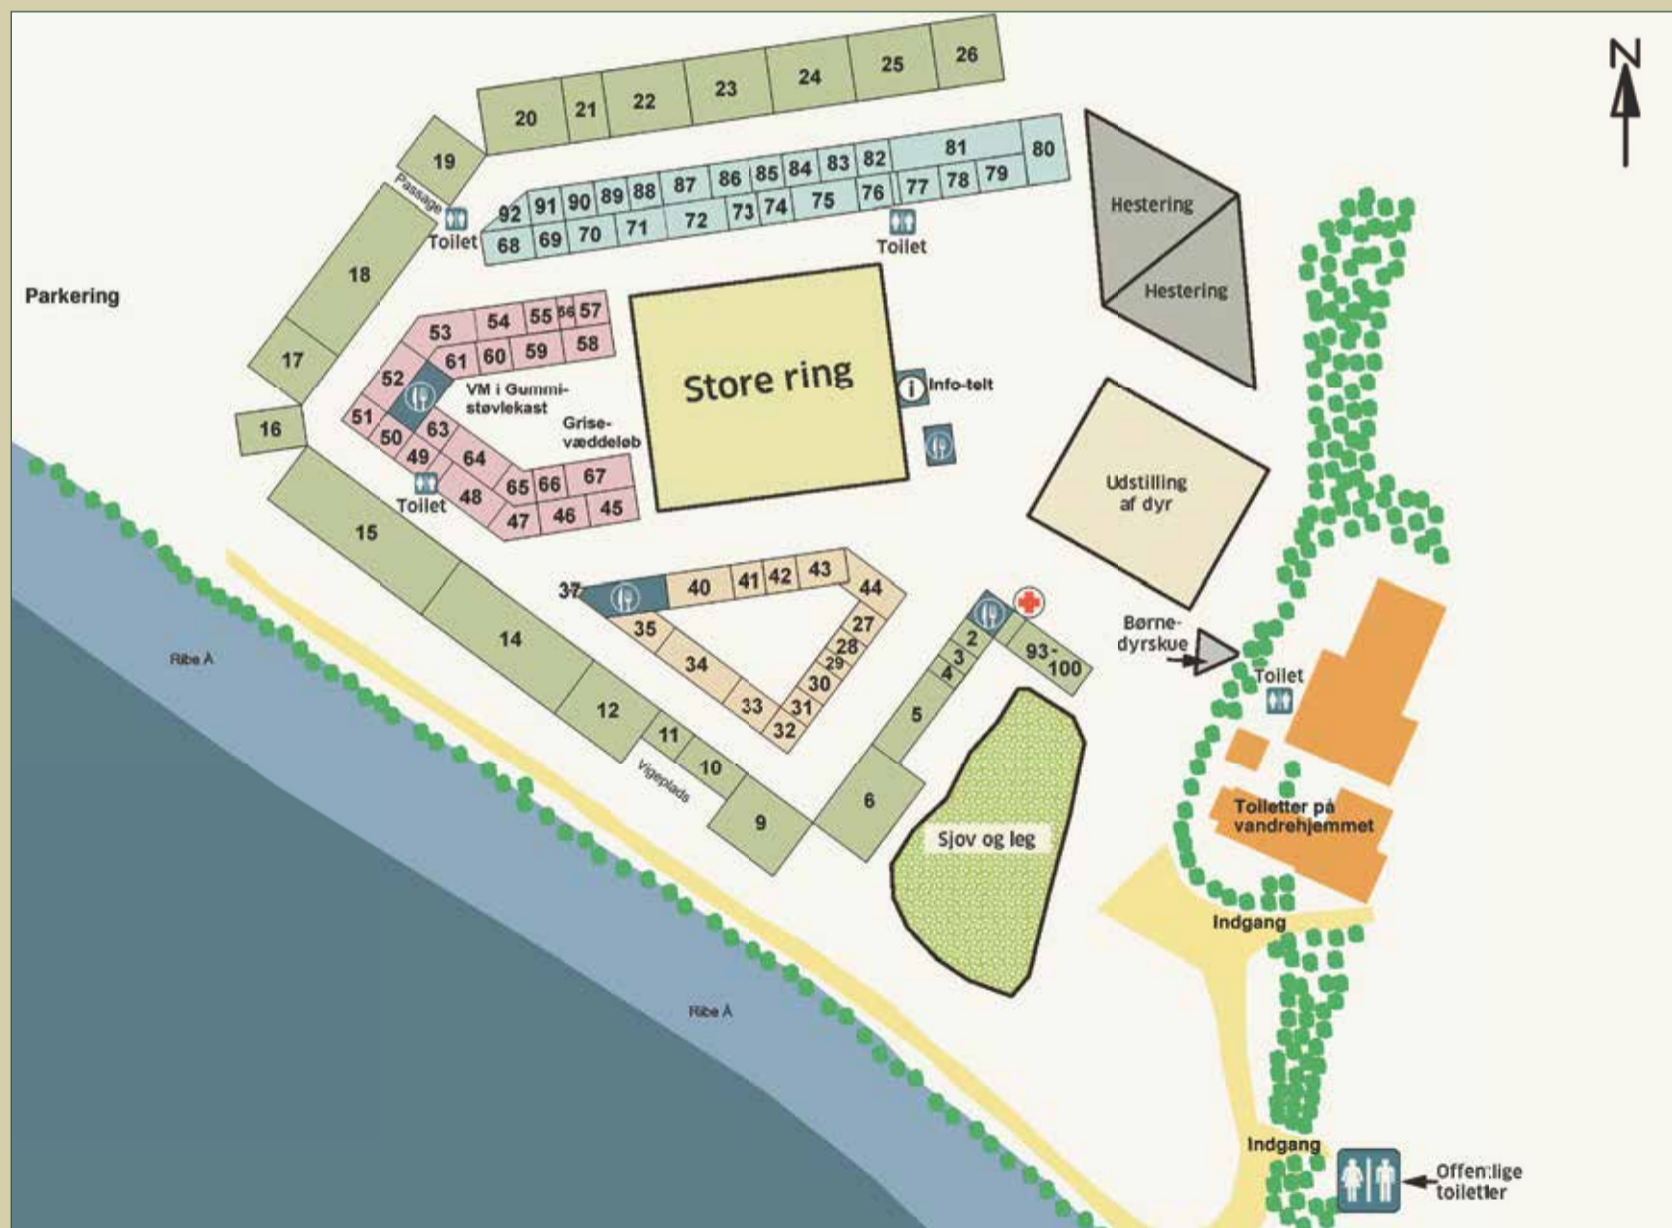 N
26
25
24
23
22
21
20
19
Passage
Toilet
18
17
16
Parkering
81
80
82
83
84
85
86
87
88
89
90
91
92
79
78
77
76
75
74
73
72
71
70
69
68
Toilet
Hestering
Hestering
53
54
55
56
57
61
60
59
58
52
51
50
49
63
64
48
65
66
67
47
46
45
Toilet
VM i Gummi-
støvlekast
Grise-
væddeløb
Store ring
i
Info-telt
Udstilling
af dyr
15
14
12
11
10
9
Vigeplads
37
40
41
42
43
44
35
34
33
32
31
30
29
28
27
2
3
4
5
6
93-
100
Børne-
dyrskue
Toilet
Sjov og leg
Toiletter på
vandrehjemmet
Indgang
Ribe Å
Ribe Å
Indgang
Offentlige
toiletter